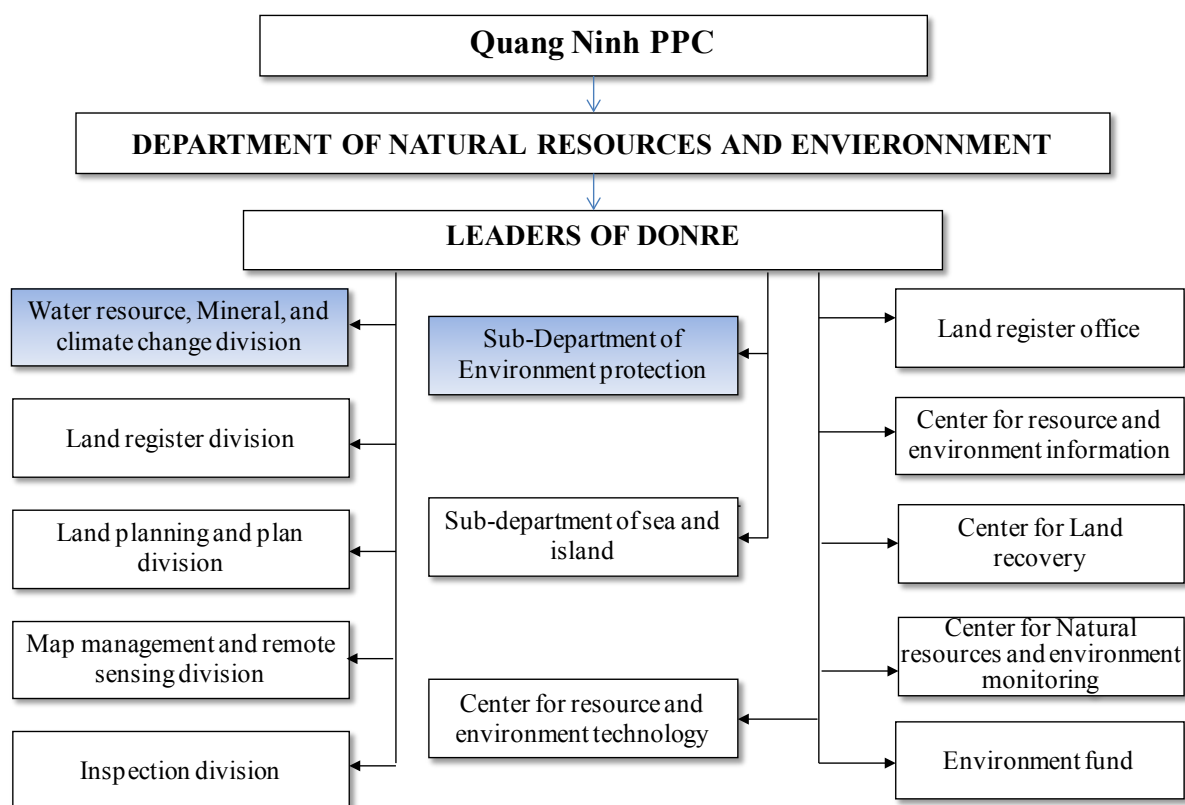 Quang Ninh PPC
DEPARTMENT OF NATURAL RESOURCES AND ENVIERONNMENT
LEADERS OF DONRE
Water resource, Mineral, and
climate change division
Land register division
Land planning and plan
division
Map management and remote
sensing division
Inspection division
Sub-Department of
Environment protection
Sub-department of sea and
island
Center for resource and
environment technology
Land register office
Center for resource and
environment information
Center for Land
recovery
Center for Natural
resources and environment
monitoring
Environment fund